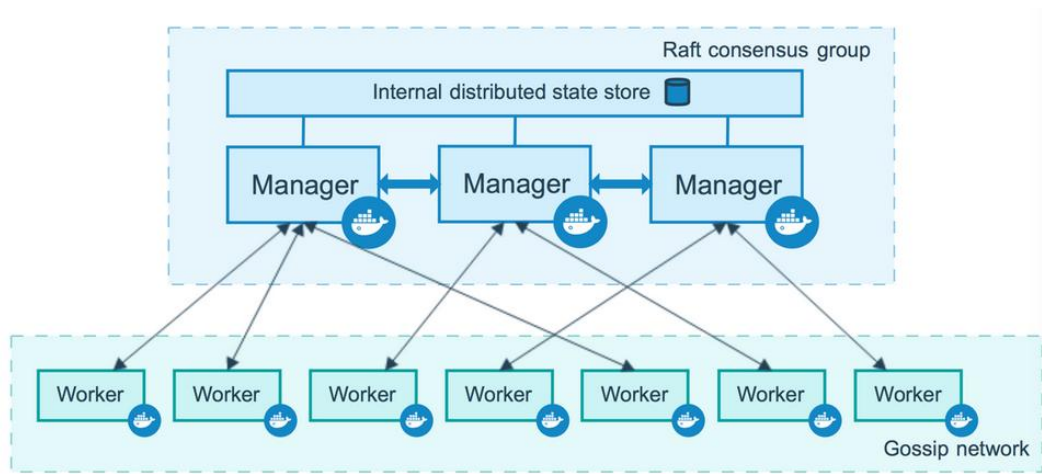 Raft consensus group
Internal distributed state store
Manager
Manager
Manager
Worker
Worker
Worker
Worker
Worker
Worker
Worker
Gossip network